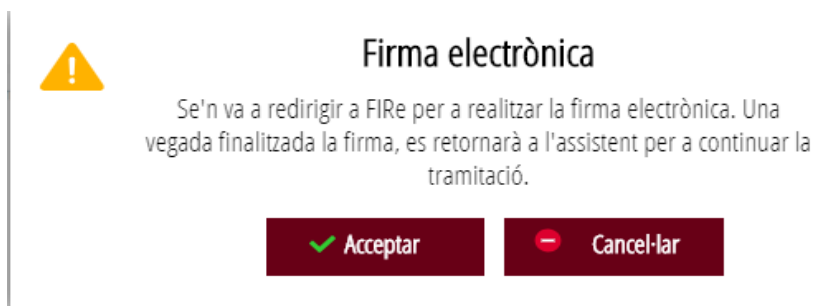 Firma electrònica
Se'n va a redirigir a FIRe per a realitzar la firma electrònica. Una
vegada finalitzada la firma, es retornarà a l'assistent per a continuar la
tramitació.
Acceptar
Cancel·lar